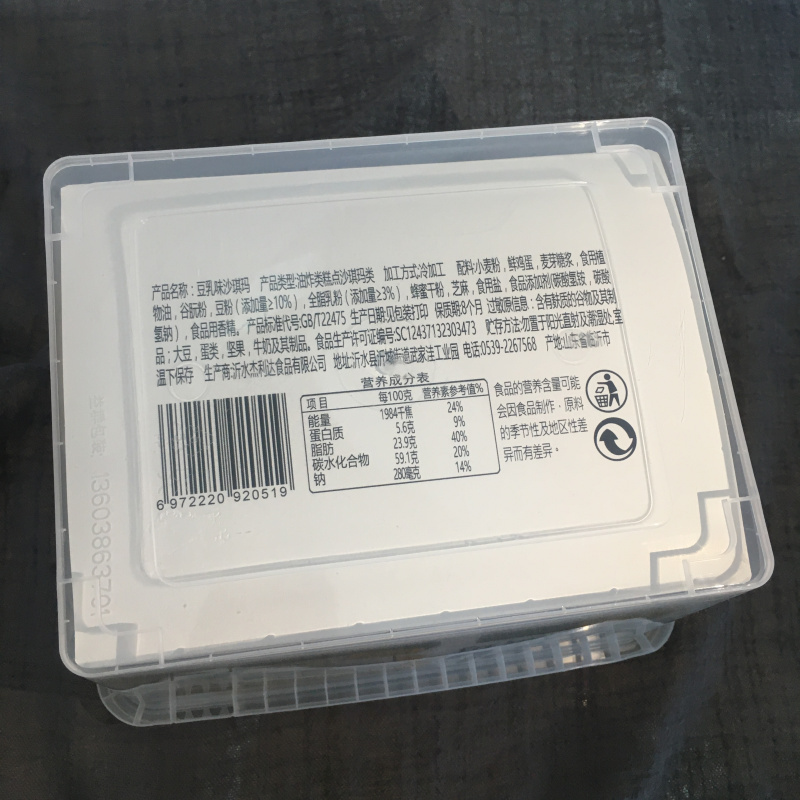 产品名称：豆乳味沙琪玛 产品类型:油炸类糕点沙琪玛类 加工方式:冷加工 配料:小麦粉，鲜鸡蛋，麦芽糖浆，食用植
物油，谷朊粉，豆粉（添加量≥10%），全脂乳粉（添加量≥3%），蜂蜜干粉，芝麻，食用盐，食品添加剂(碳酸氢铵，碳酸
氢钠），食品用香精。产品标准代号:GB/T22475 生产日期:见包装打印 保质期:8个月 过敏原信息：含有麸质的谷物及其制
品；大豆，蛋类，坚果，牛奶及其制品。食品生产许可证编号:SC12437132303473 贮存方法:勿置于阳光直射及潮湿处,室
温下保存 生产商:沂水杰利达食品有限公司 地址:沂水县沂城街道武家洼工业园 电话:0539-2267568 产地:山东省临沂市
营养成分表
项目 每100克 营养素参考值%
能量 1984千焦 24%
蛋白质 5.6克 9%
脂肪 23.9克 40%
碳水化合物 59.1克 20%
钠 280毫克 14%
食品的营养含量可能
会因食品制作，原料
的季节性及地区性差
异而有差异。
6 972220 920519
13603863701